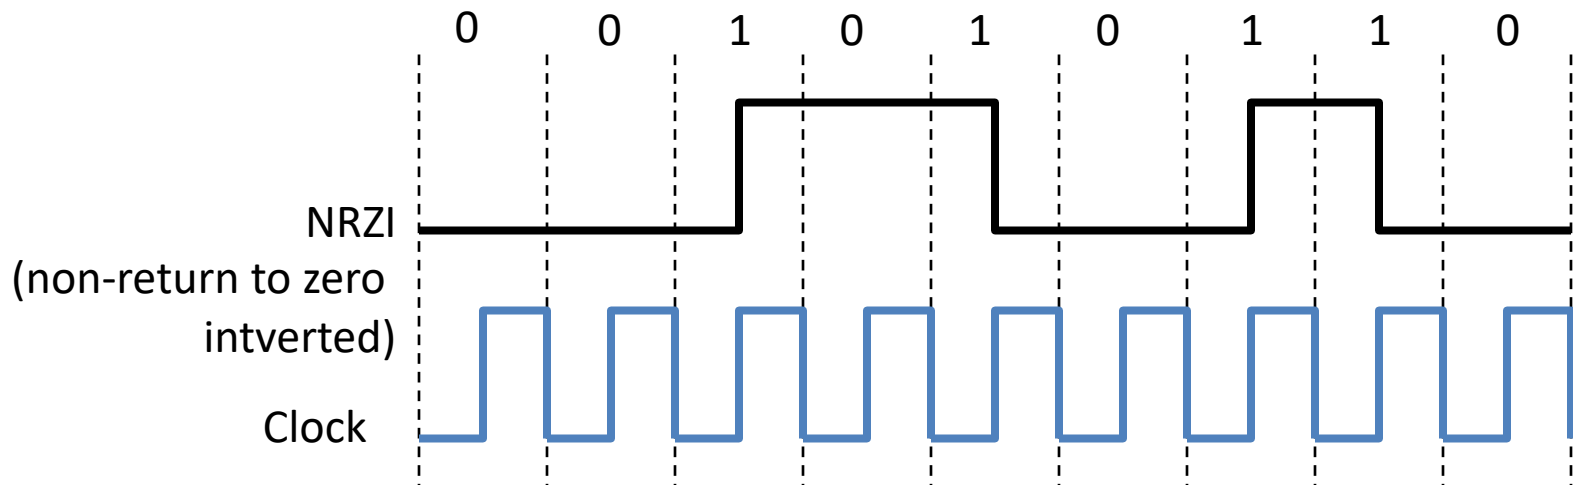 0 0 1 0 1 0 1 1 0
NRZI
(non-return to zero
intverted)
Clock